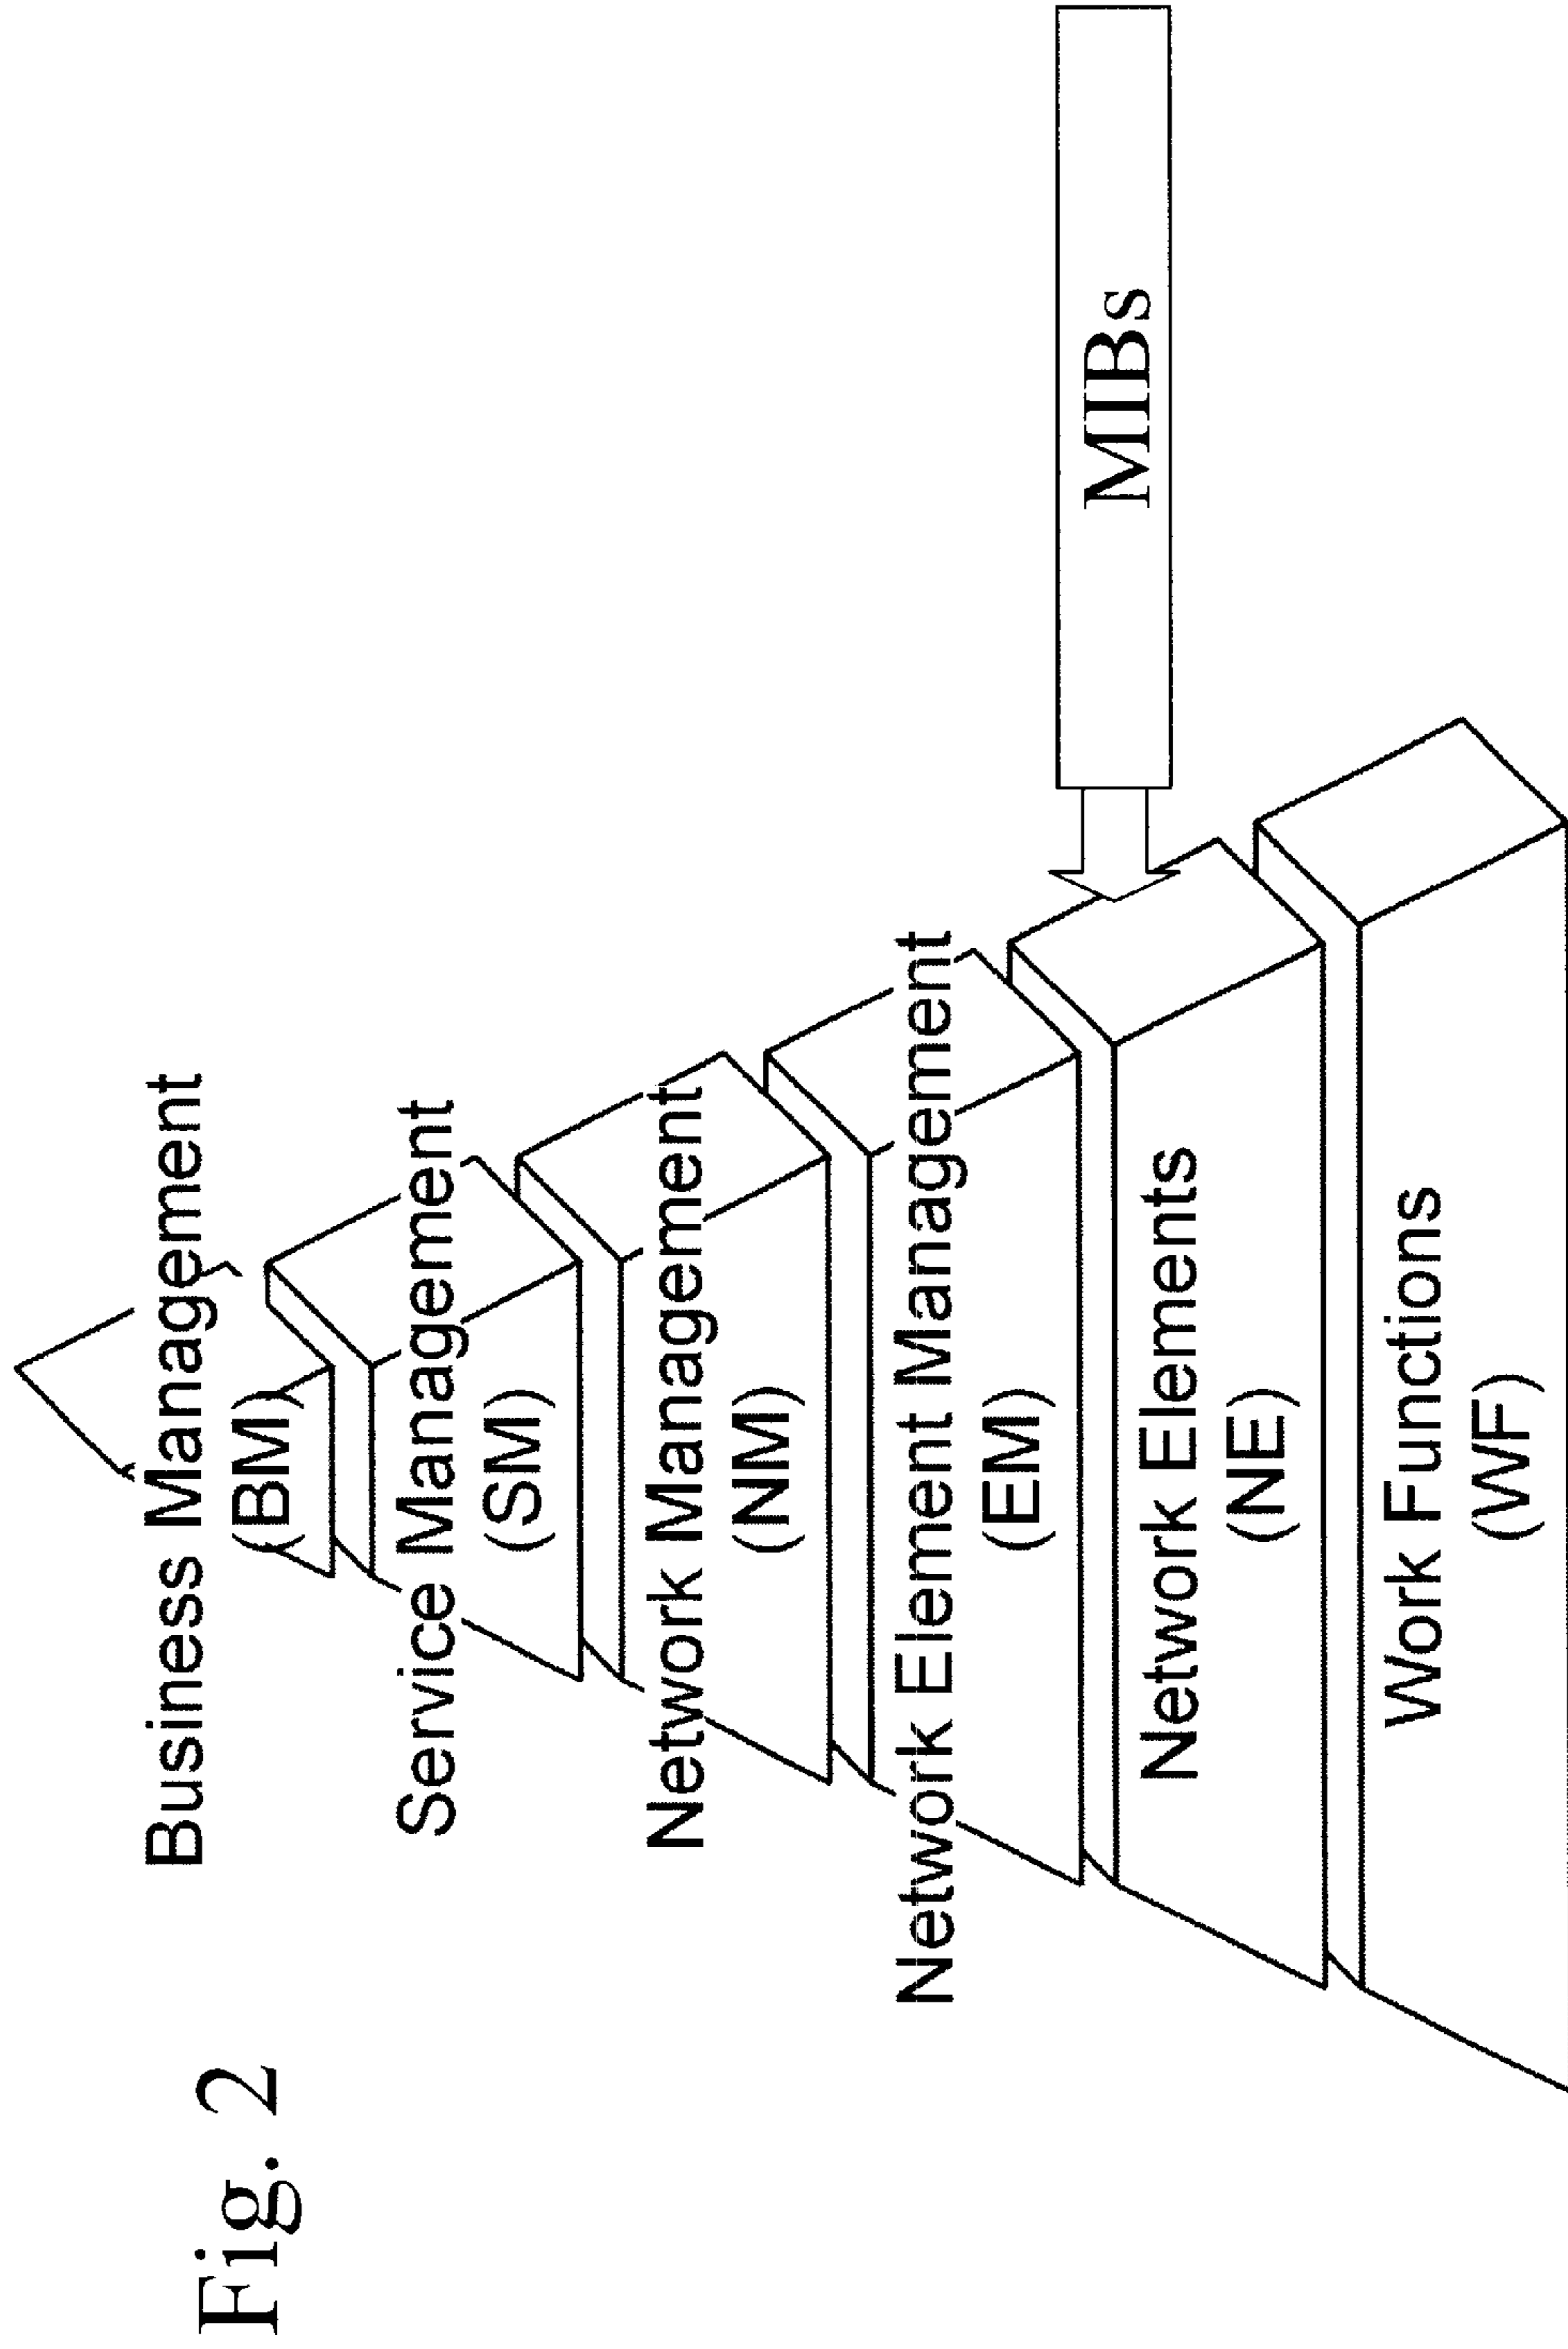 Fig. 2
Business Management
(BM)
Service Management
(SM)
Network Management
(NM)
Network Element Management
(EM)
Network Elements
(NE)
Work Functions
(WF)
MIBs